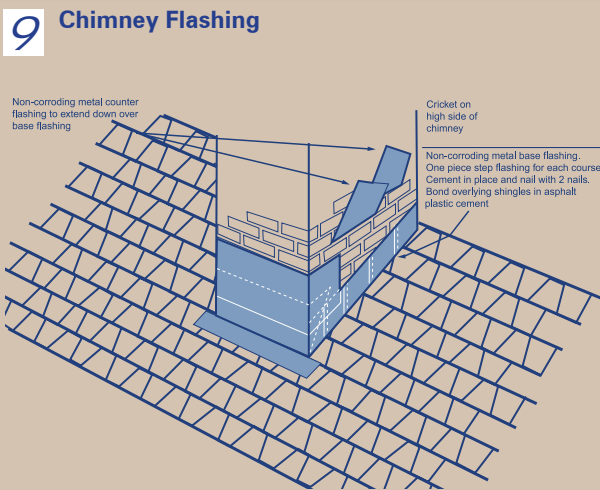 9
Chimney Flashing
Non-corroding metal counter
flashing to extend down over
base flashing
Cricket on
high side of
chimney
Non-corroding metal base flashing.
One piece step flashing for each course
Cement in place and nail with 2 nails.
Bond overlying shingles in asphalt
plastic cement